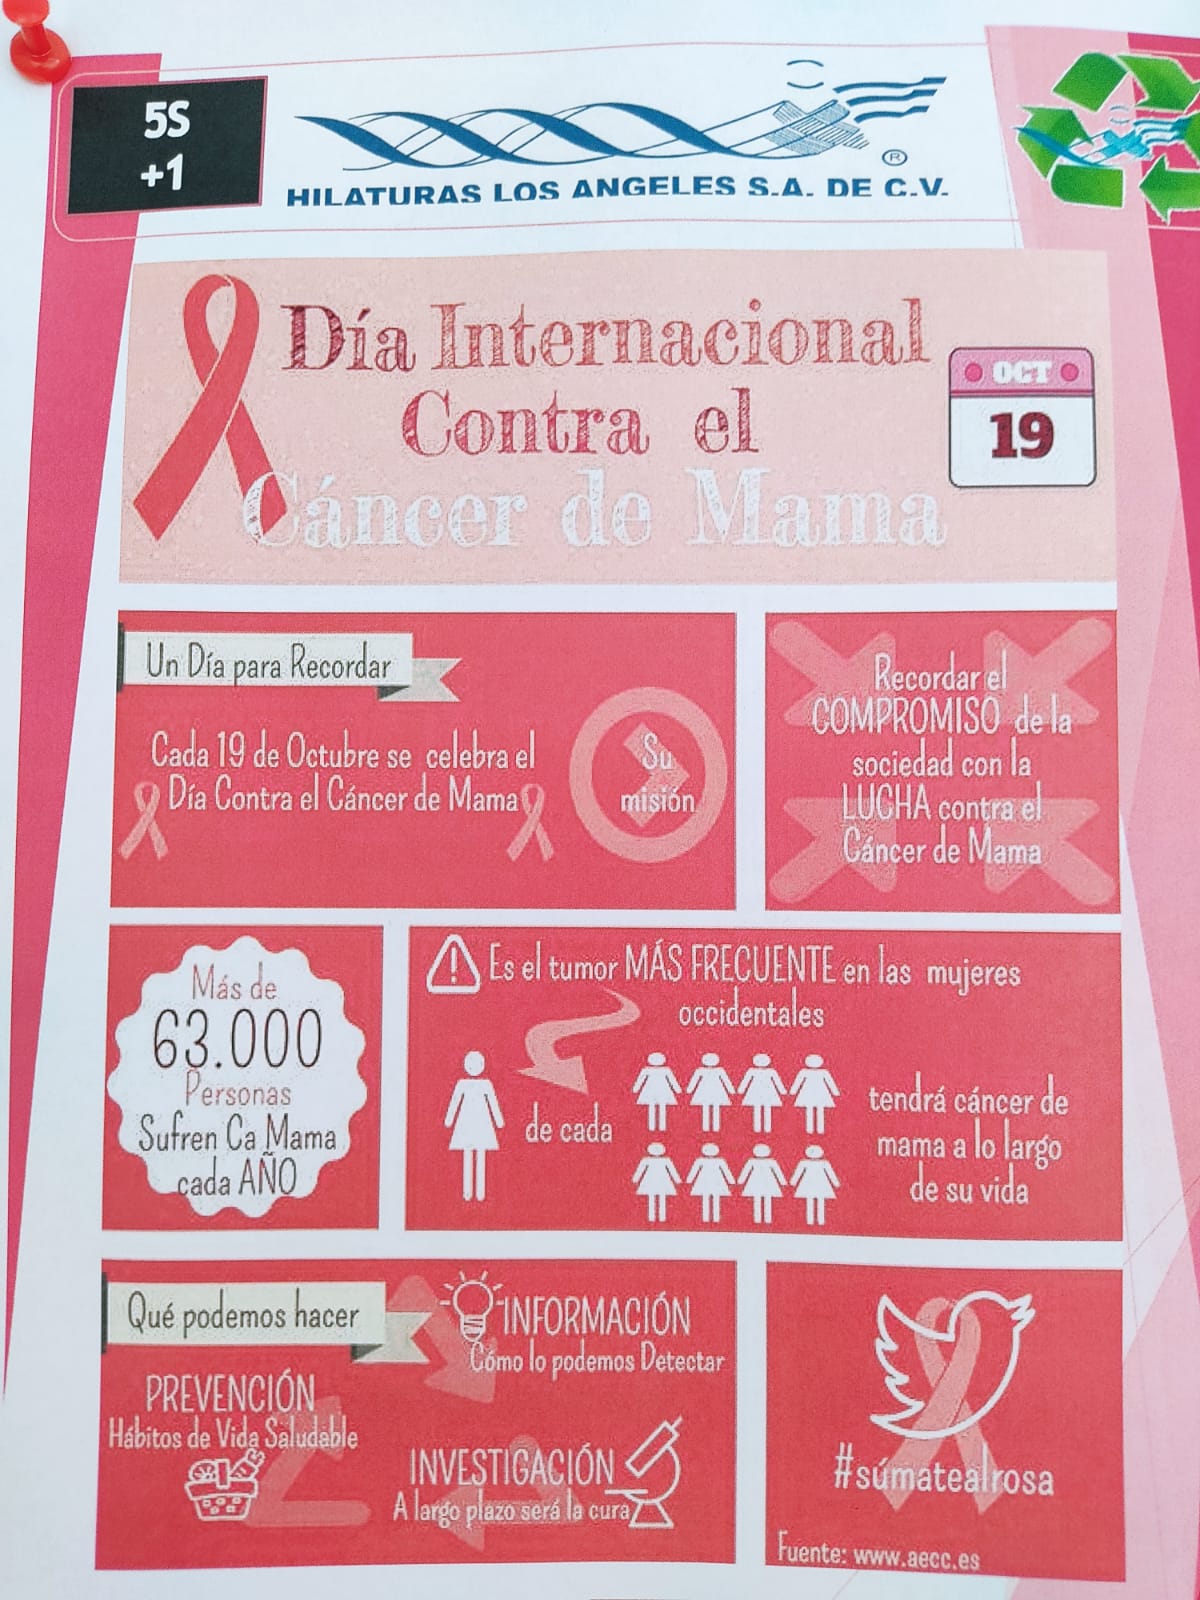 5S
+1
®
HILATURAS LOS ANGELES S.A. DE C.V.
Día Internacional
Contra el
Cáncer de Mama
OCT
19
Un Día para Recordar
Cada 19 de Octubre se celebra el
Día Contra el Cáncer de Mama
Su
misión
Recordar el
COMPROMISO de la
sociedad con la
LUCHA contra el
Cáncer de Mama
Más de
63.000
Personas
Sufren Ca Mama
cada AÑO
Es el tumor MÁS FRECUENTE en las mujeres
occidentales
de cada
tendrá cáncer de
mama a lo largo
de su vida
Qué podemos hacer
INFORMACIÓN
Cómo lo podemos Detectar
PREVENCIÓN
Hábitos de Vida Saludable
INVESTIGACIÓN
A largo plazo será la cura
#súmatealrosa
Fuente: www.aecc.es